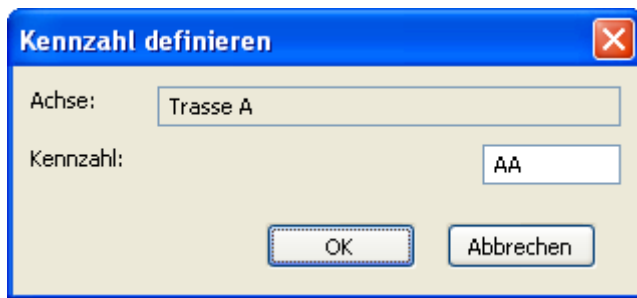 Kennzahl definieren
Achse: Trasse A
Kennzahl: AA
OK Abbrechen